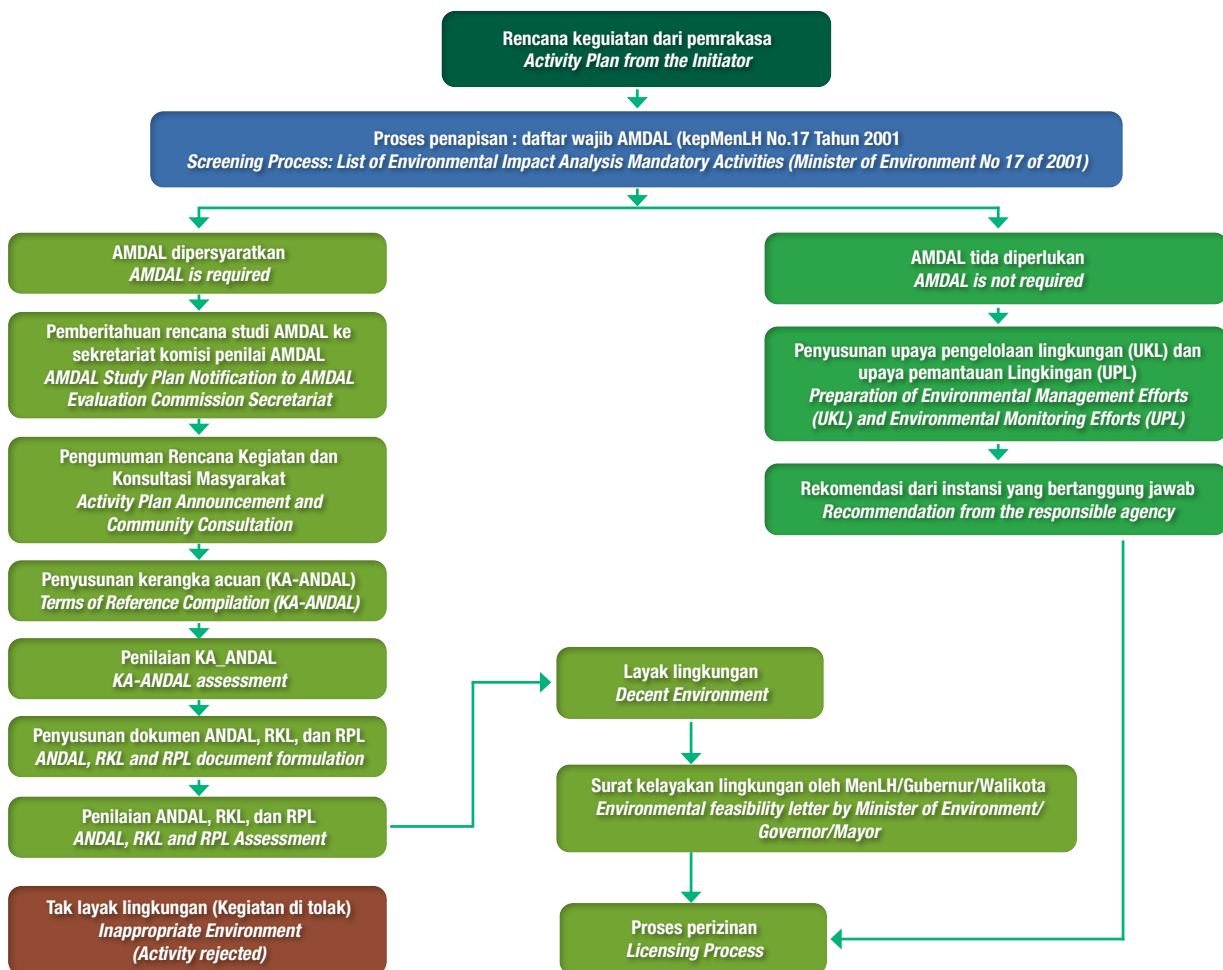 Rencana keguiatan dari pemrakasa
Activity Plan from the Initiator
Proses penapisan : daftar wajib AMDAL (kepMenLH No.17 Tahun 2001
Screening Process: List of Environmental Impact Analysis Mandatory Activities (Minister of Environment No 17 of 2001)
AMDAL dipersyaratkan
AMDAL is required
Pemberitahuan rencana studi AMDAL ke
sekretariat komisi penilai AMDAL
AMDAL Study Plan Notification to AMDAL
Evaluation Commission Secretariat
Pengumuman Rencana Kegiatan dan
Konsultasi Masyarakat
Activity Plan Announcement and
Community Consultation
Penyusunan kerangka acuan (KA-ANDAL)
Terms of Reference Compilation (KA-ANDAL)
Penilaian KA_ANDAL
KA-ANDAL assessment
Penyusunan dokumen ANDAL, RKL, dan RPL
ANDAL, RKL and RPL document formulation
Penilaian ANDAL, RKL, dan RPL
ANDAL, RKL and RPL Assessment
Tak layak lingkungan (Kegiatan di tolak)
Inappropriate Environment
(Activity rejected)
Layak lingkungan
Decent Environment
Surat kelayakan lingkungan oleh MenLH/Gubernur/Walikota
Environmental feasibility letter by Minister of Environment/
Governor/Mayor
Proses perizinan
Licensing Process
AMDAL tida diperlukan
AMDAL is not required
Penyusunan upaya pengelolaan lingkungan (UKL) dan
upaya pemantauan Lingkingan (UPL)
Preparation of Environmental Management Efforts
(UKL) and Environmental Monitoring Efforts (UPL)
Rekomendasi dari instansi yang bertanggung jawab
Recommendation from the responsible agency